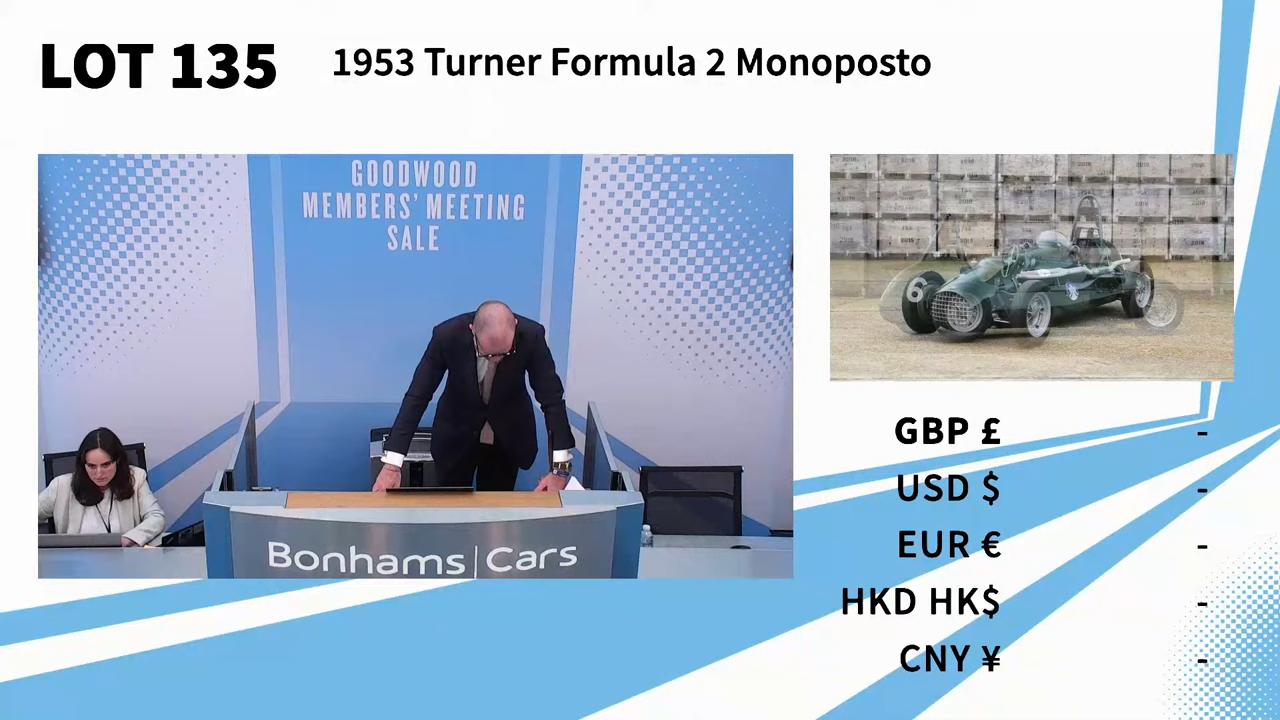 LOT 135
1953 Turner Formula 2 Monoposto
GOODWOOD
MEMBERS' MEETING
SALE
Bonhams|Cars
6
GBP £ -
USD $ -
EUR € -
HKD HK$ -
CNY ¥ -